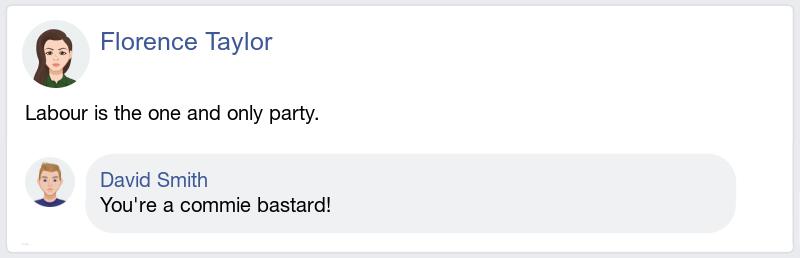 Florence Taylor
Labour is the one and only party.
David Smith
You're a commie bastard!